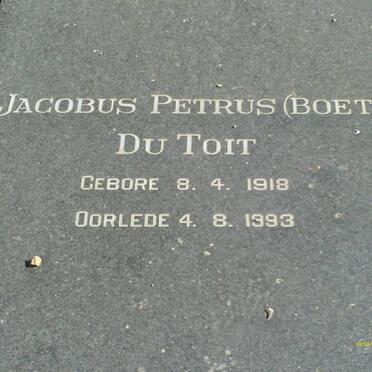 JACOBUS PETRUS (BOET
DU TOIT
GEBORE 8. 4. 1918
OORLEDE 4. 8. 1993